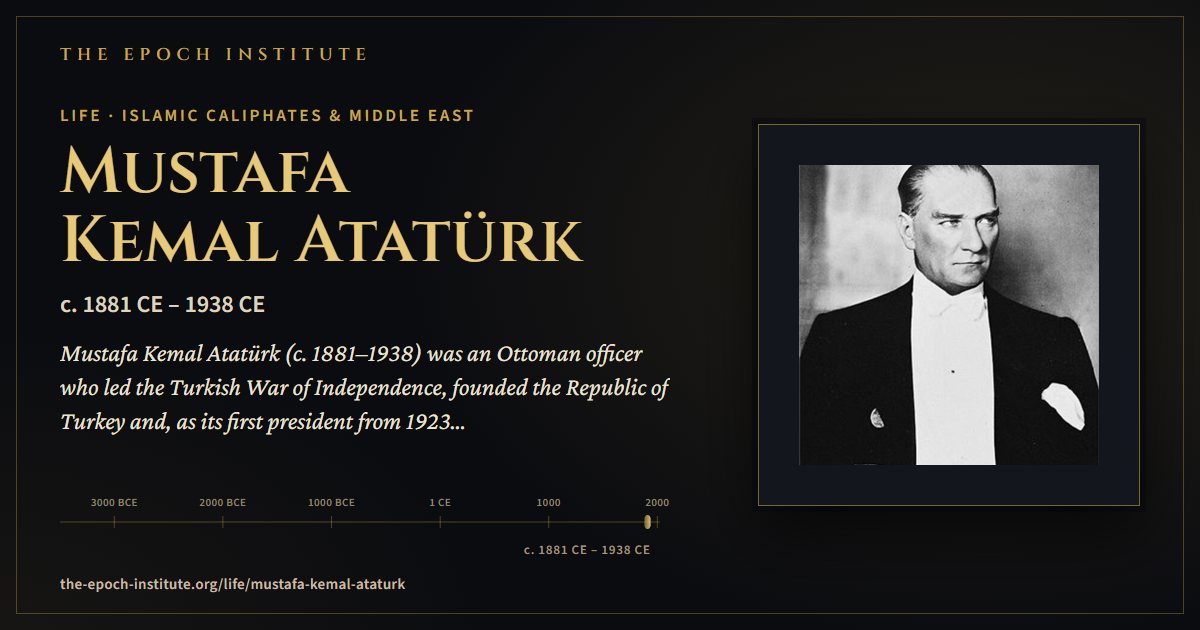 THE EPOCH INSTITUTE
LIFE · ISLAMIC CALIPHATES & MIDDLE EAST
MUSTAFA
KEMAL ATATÜRK
c. 1881 CE – 1938 CE
Mustafa Kemal Atatürk (c. 1881–1938) was an Ottoman officer
who led the Turkish War of Independence, founded the Republic of
Turkey and, as its first president from 1923...
3000 BCE 2000 BCE 1000 BCE 1 CE 1000 2000
c. 1881 CE – 1938 CE
the-epoch-institute.org/life/mustafa-kemal-ataturk